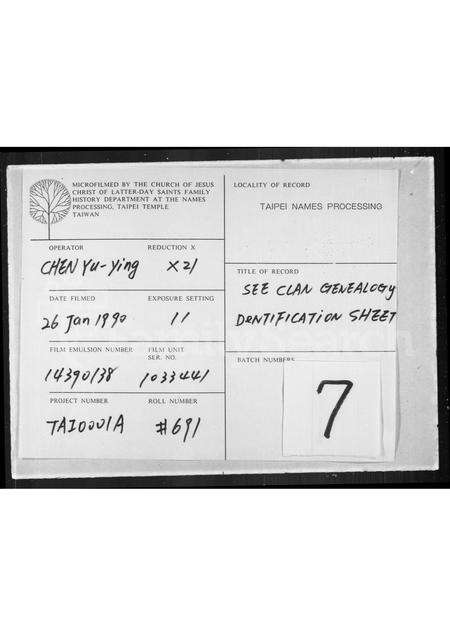 MICROFILMED BY THE CHURCH OF JESUS
CHRIST OF LATTER-DAY SAINTS FAMILY
HISTORY DEPARTMENT AT THE NAMES
PROCESSING, TAIPEI TEMPLE
TAIWAN
OPERATOR REDUCTION X
CHEN Yu-Ying X21
DATE FILMED EXPOSURE SETTING
26 Jan 1990 11
FILM EMULSION NUMBER FILM UNIT
SER. NO.
14390138 1033441
PROJECT NUMBER ROLL NUMBER
TAI0001A #691
LOCALITY OF RECORD
TAIPEI NAMES PROCESSING
TITLE OF RECORD
SEE CLAN GENEALOGY
DENTIFICATION SHEET
BATCH NUMBERS
7